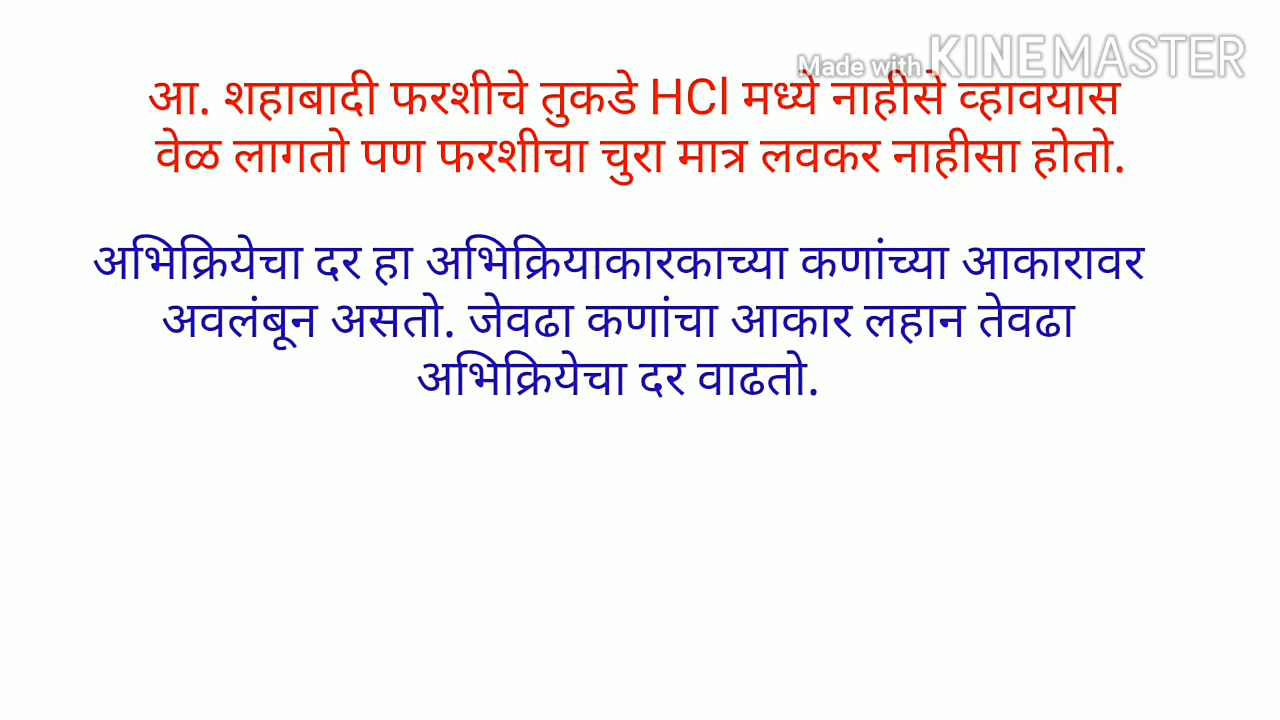 Made with KINEMASTER
आ. शहाबादी फरशीचे तुकडे HCl मध्ये नाहीसे व्हावयास
वेळ लागतो पण फरशीचा चुरा मात्र लवकर नाहीसा होतो.
अभिक्रियेचा दर हा अभिक्रियाकारकाच्या कणांच्या आकारावर
अवलंबून असतो. जेवढा कणांचा आकार लहान तेवढा
अभिक्रियेचा दर वाढतो.